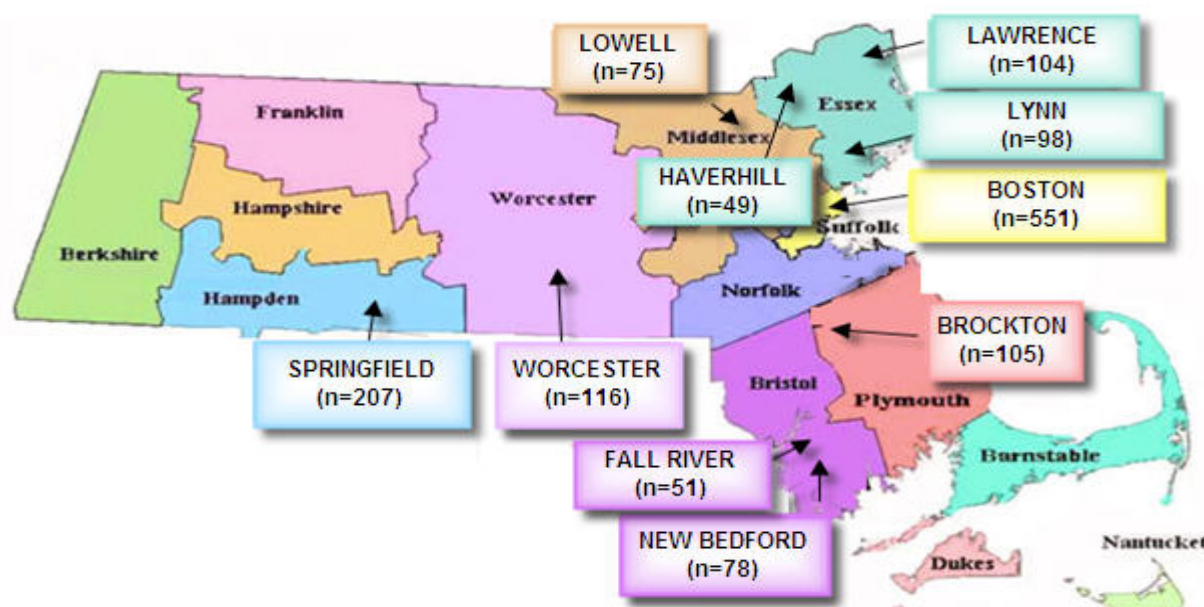 LOWELL
(n=75)
LAWRENCE
(n=104)
Franklin
Essex
Middlesex
LYNN
(n=98)
HAVERHILL
(n=49)
Worcester
Hampshire
BOSTON
(n=551)
Suffolk
Berkshire
Hampden
Norfolk
SPRINGFIELD
(n=207)
WORCESTER
(n=116)
BROCKTON
(n=105)
Bristol
Plymouth
FALL RIVER
(n=51)
Barnstable
NEW BEDFORD
(n=78)
Dukes
Nantucket